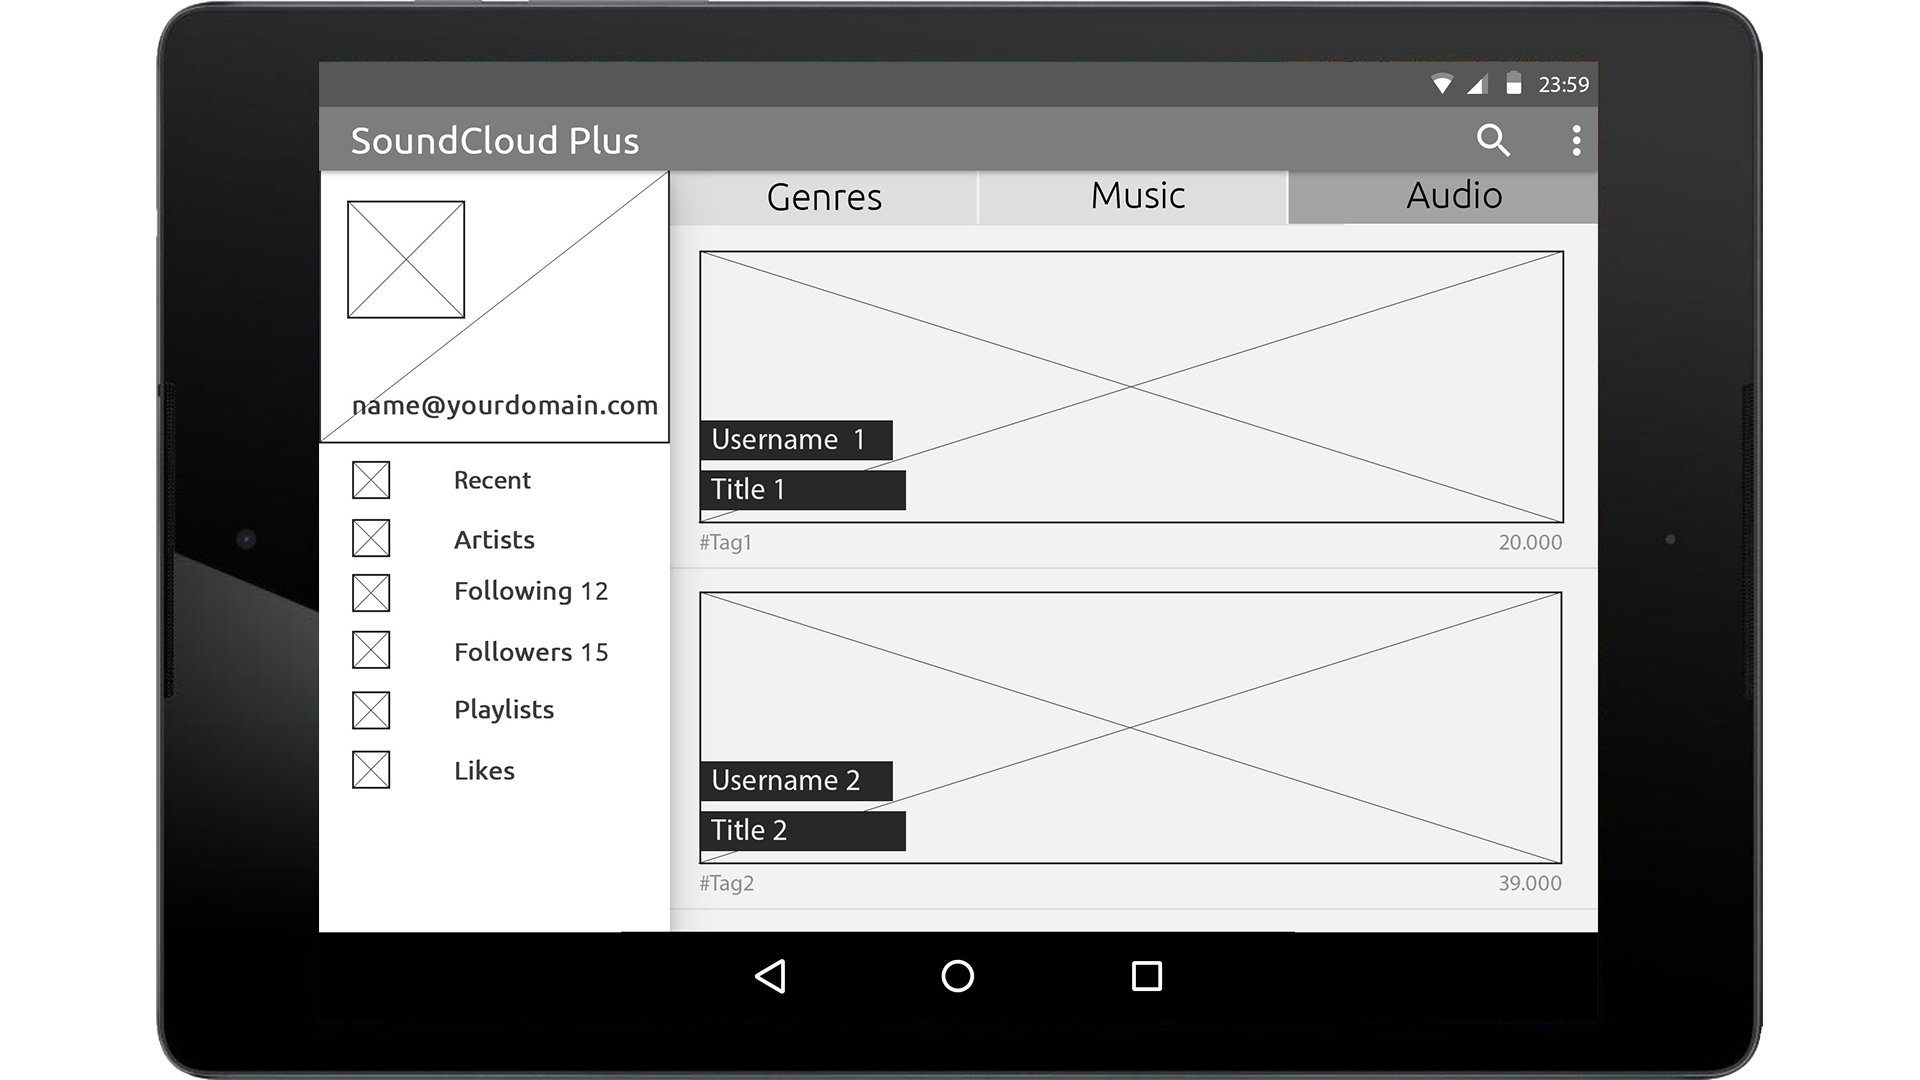 23:59
SoundCloud Plus
Genres
Music
Audio
name@yourdomain.com
Recent
Artists
Following 12
Followers 15
Playlists
Likes
Username 1
Title 1
#Tag1
20.000
Username 2
Title 2
#Tag2
39.000